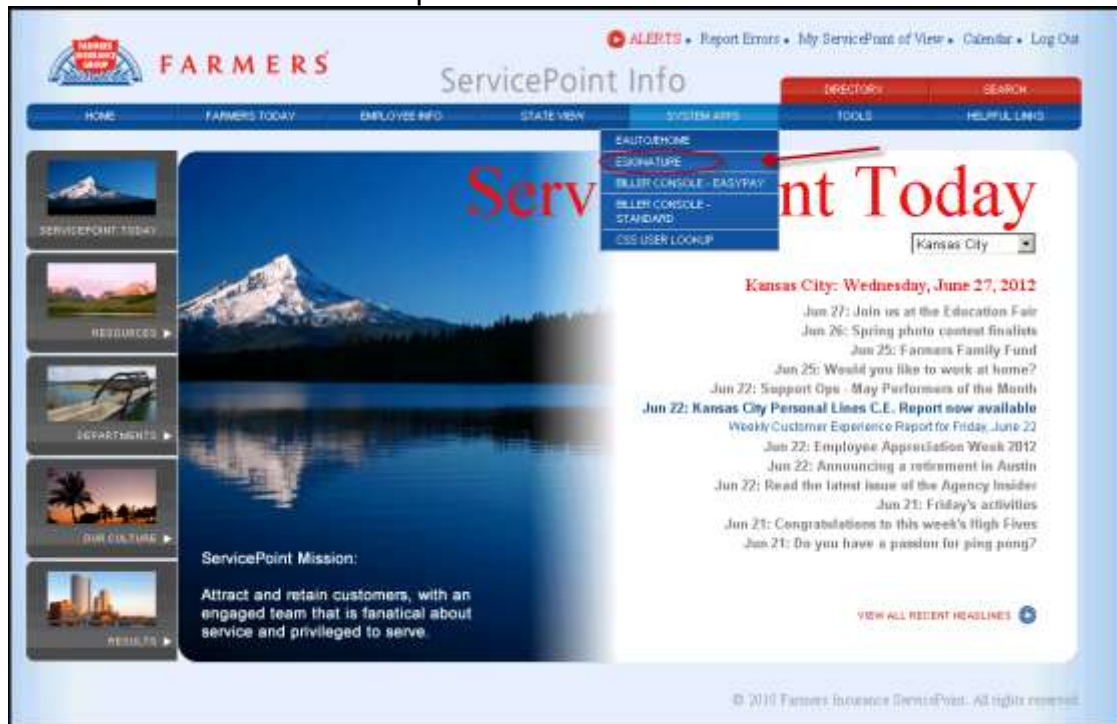 ALERTS • Report Errors • My ServicePoint of View • Calendar • Log Out
FARMERS INSURANCE GROUP
FARMERS
ServicePoint Info
DIRECTORY SEARCH
HOME FARMERS TODAY EMPLOYEE INFO STATE VIEW SYSTEM APPS TOOLS HELPFUL LINKS
EAUTO/EHOME
ESIGNATURE
BILLER CONSOLE - EASYPAY
BILLER CONSOLE -
STANDARD
CSS USER LOOKUP
Serv nt Today
Kansas City
SERVICEPOINT TODAY
RESOURCES
DEPARTMENTS
OUR CULTURE
RESULTS
Kansas City: Wednesday, June 27, 2012
Jun 27: Join us at the Education Fair
Jun 26: Spring photo contest finalists
Jun 25: Farmers Family Fund
Jun 25: Would you like to work at home?
Jun 22: Support Ops - May Performers of the Month
Jun 22: Kansas City Personal Lines C.E. Report now available
Weekly Customer Experience Report for Friday, June 22
Jun 22: Employee Appreciation Week 2012
Jun 22: Announcing a retirement in Austin
Jun 22: Read the latest issue of the Agency Insider
Jun 21: Friday's activities
Jun 21: Congratulations to this week's High Fives
Jun 21: Do you have a passion for ping pong?
ServicePoint Mission:
Attract and retain customers, with an
engaged team that is fanatical about
service and privileged to serve.
VIEW ALL RECENT HEADLINES
© 2010 Farmers Insurance ServicePoint. All rights reserved